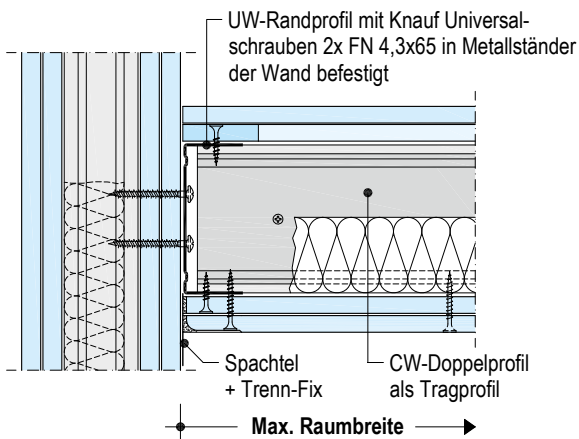 UW-Randprofil mit Knauf Universal-
schrauben 2x FN 4,3x65 in Metallständer
der Wand befestigt
Spachtel
+ Trenn-Fix
CW-Doppelprofil
als Tragprofil
Max. Raumbreite